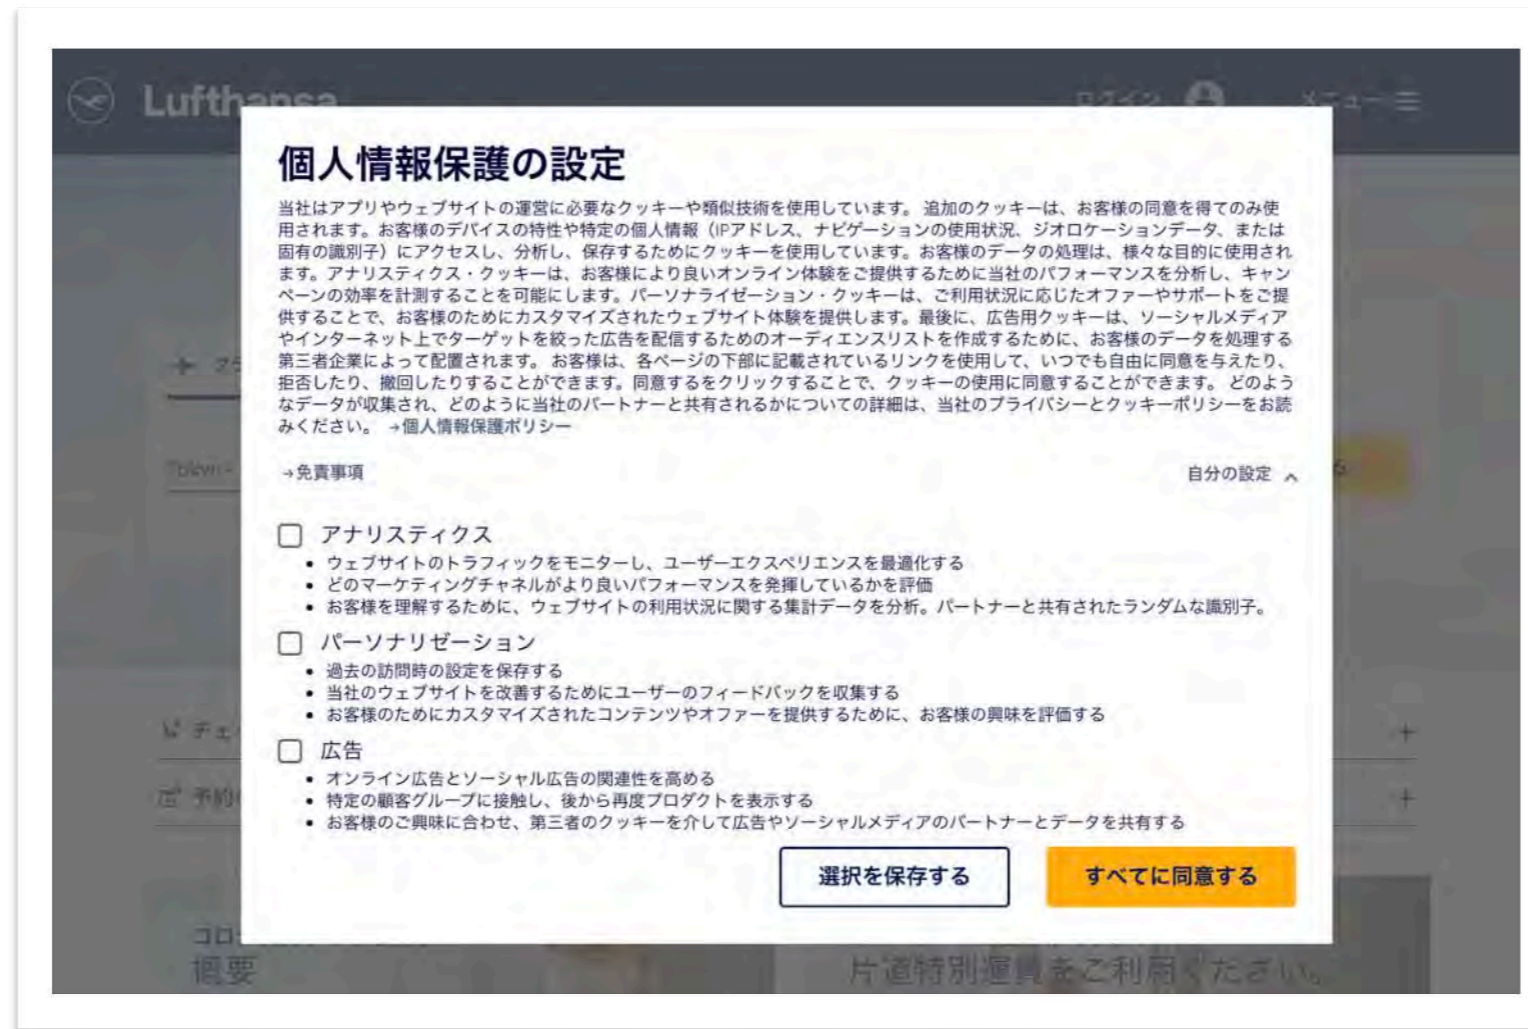 Lufthansa
ログイン
メニュー
個人情報保護の設定
当社はアプリやウェブサイトの運営に必要なクッキーや類似技術を使用しています。 追加のクッキーは、お客様の同意を得てのみ使
用されます。お客様のデバイスの特性や特定の個人情報（IPアドレス、ナビゲーションの使用状況、ジオロケーションデータ、または
固有の識別子）にアクセスし、分析し、保存するためにクッキーを使用しています。お客様のデータの処理は、様々な目的に使用され
ます。アナリスティクス・クッキーは、お客様により良いオンライン体験をご提供するために当社のパフォーマンスを分析し、キャン
ペーンの効率を計測することを可能にします。パーソナライゼーション・クッキーは、ご利用状況に応じたオファーやサポートをご提
供することで、お客様のためにカスタマイズされたウェブサイト体験を提供します。最後に、広告用クッキーは、ソーシャルメディア
やインターネット上でターゲットを絞った広告を配信するためのオーディエンスリストを作成するために、お客様のデータを処理する
第三者企業によって配置されます。 お客様は、各ページの下部に記載されているリンクを使用して、いつでも自由に同意を与えたり、
拒否したり、撤回したりすることができます。同意するをクリックすることで、クッキーの使用に同意することができます。 どのよう
なデータが収集され、どのように当社のパートナーと共有されるかについての詳細は、当社のプライバシーとクッキーポリシーをお読
みください。 →個人情報保護ポリシー
→免責事項
自分の設定
アナリスティクス
• ウェブサイトのトラフィックをモニターし、ユーザーエクスペリエンスを最適化する
• どのマーケティングチャネルがより良いパフォーマンスを発揮しているかを評価
• お客様を理解するために、ウェブサイトの利用状況に関する集計データを分析。パートナーと共有されたランダムな識別子。
パーソナリゼーション
• 過去の訪問時の設定を保存する
• 当社のウェブサイトを改善するためにユーザーのフィードバックを収集する
• お客様のためにカスタマイズされたコンテンツやオファーを提供するために、お客様の興味を評価する
広告
• オンライン広告とソーシャル広告の関連性を高める
• 特定の顧客グループに接触し、後から再度プロダクトを表示する
• お客様のご興味に合わせ、第三者のクッキーを介して広告やソーシャルメディアのパートナーとデータを共有する
選択を保存する
すべてに同意する
概要
片道特別運賃をご利用ください。